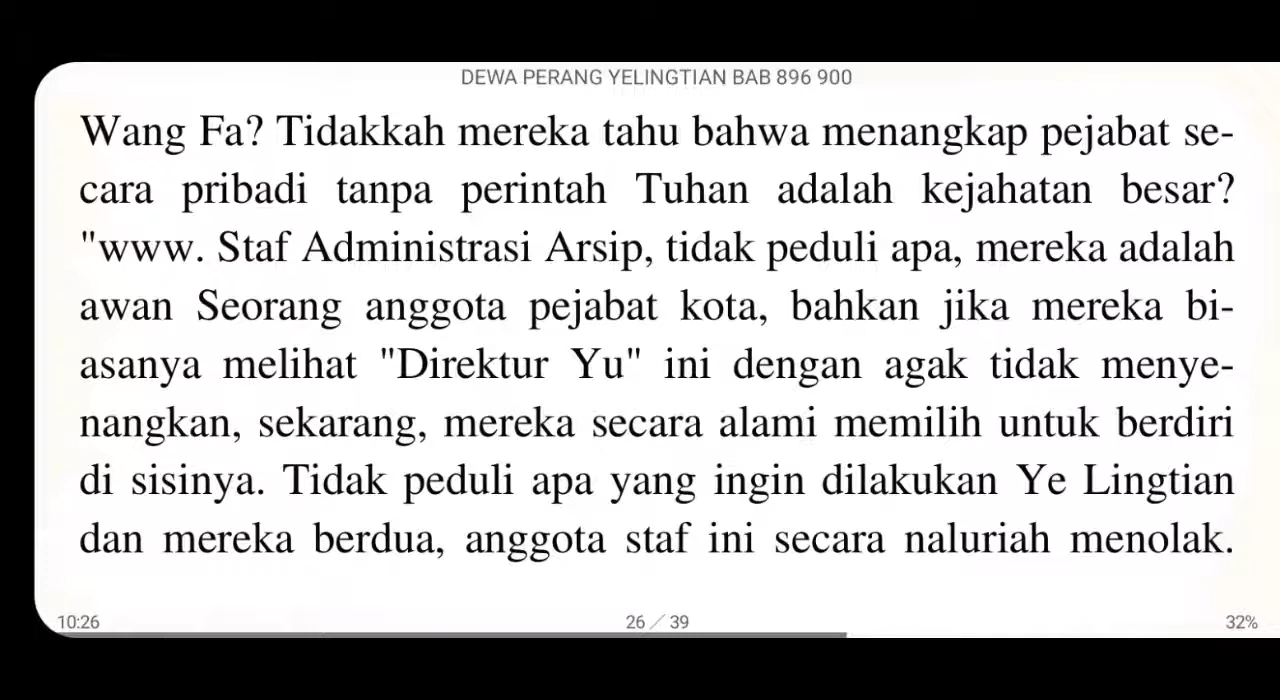 DEWA PERANG YELINGTIAN BAB 896 900
Wang Fa? Tidakkah mereka tahu bahwa menangkap pejabat se-
cara pribadi tanpa perintah Tuhan adalah kejahatan besar?
"www. Staf Administrasi Arsip, tidak peduli apa, mereka adalah
awan Seorang anggota pejabat kota, bahkan jika mereka bi-
asanya melihat "Direktur Yu" ini dengan agak tidak menye-
nangkan, sekarang, mereka secara alami memilih untuk berdiri
di sisinya. Tidak peduli apa yang ingin dilakukan Ye Lingtian
dan mereka berdua, anggota staf ini secara naluriah menolak.
10:26 26 / 39 32%